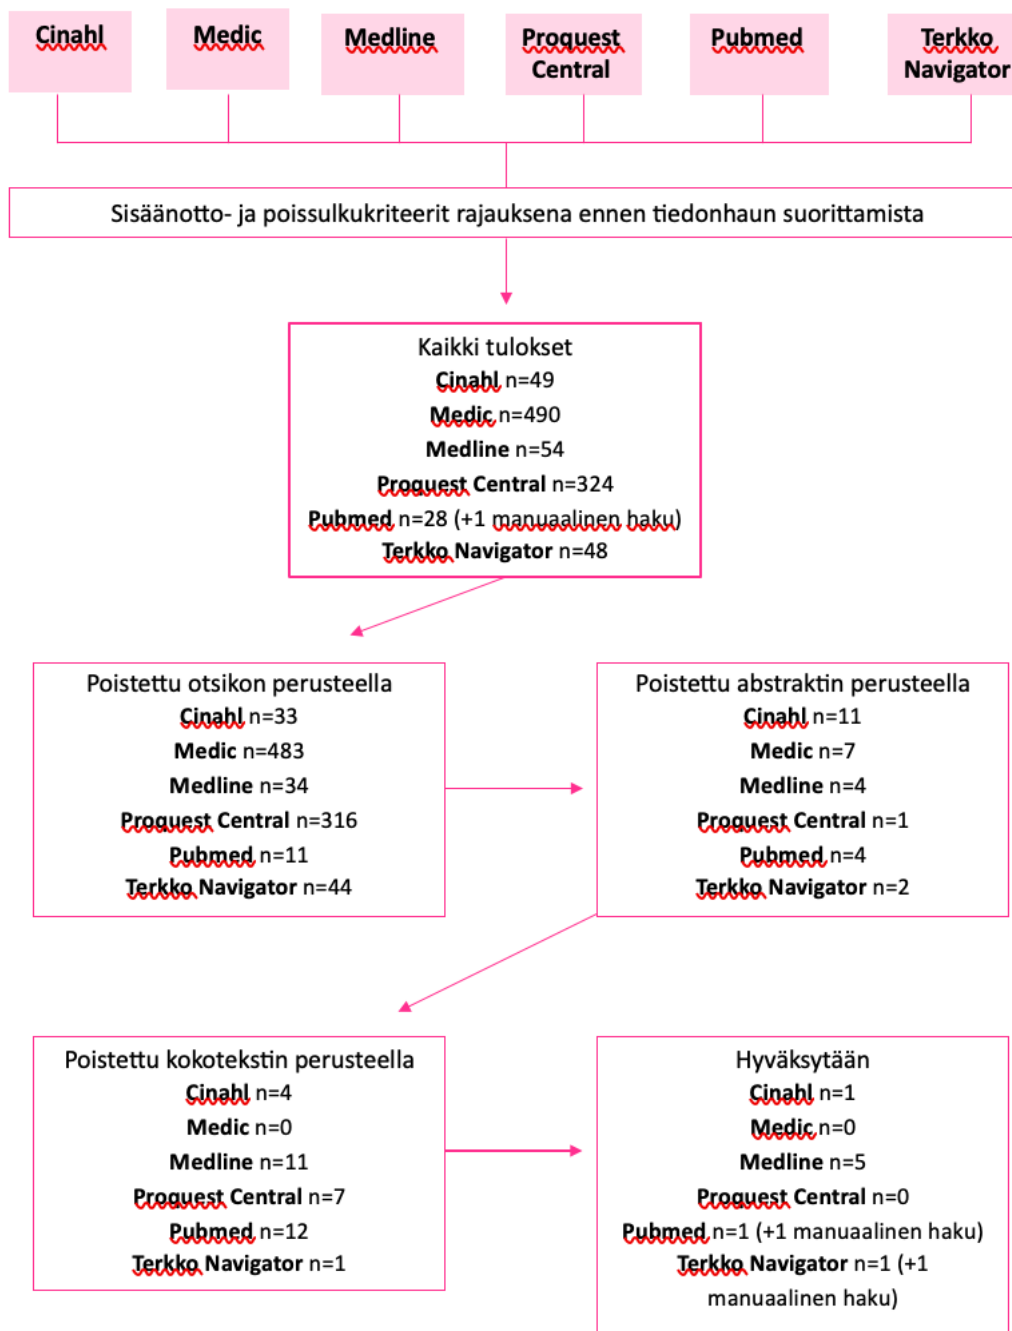 Cinahl
Medic
Medline
Proquest
Central
Pubmed
Terkko
Navigator
Sisäänotto- ja poissulkukriteerit rajauksena ennen tiedonhaun suorittamista
Kaikki tulokset
Cinahl n=49
Medic n=490
Medline n=54
Proquest Central n=324
Pubmed n=28 (+1 manuaalinen haku)
Terkko Navigator n=48
Poistettu otsikon perusteella
Cinahl n=33
Medic n=483
Medline n=34
Proquest Central n=316
Pubmed n=11
Terkko Navigator n=44
Poistettu abstraktin perusteella
Cinahl n=11
Medic n=7
Medline n=4
Proquest Central n=1
Pubmed n=4
Terkko Navigator n=2
Poistettu kokotekstin perusteella
Cinahl n=4
Medic n=0
Medline n=11
Proquest Central n=7
Pubmed n=12
Terkko Navigator n=1
Hyväksytään
Cinahl n=1
Medic n=0
Medline n=5
Proquest Central n=0
Pubmed n=1 (+1 manuaalinen haku)
Terkko Navigator n=1 (+1
manuaalinen haku)